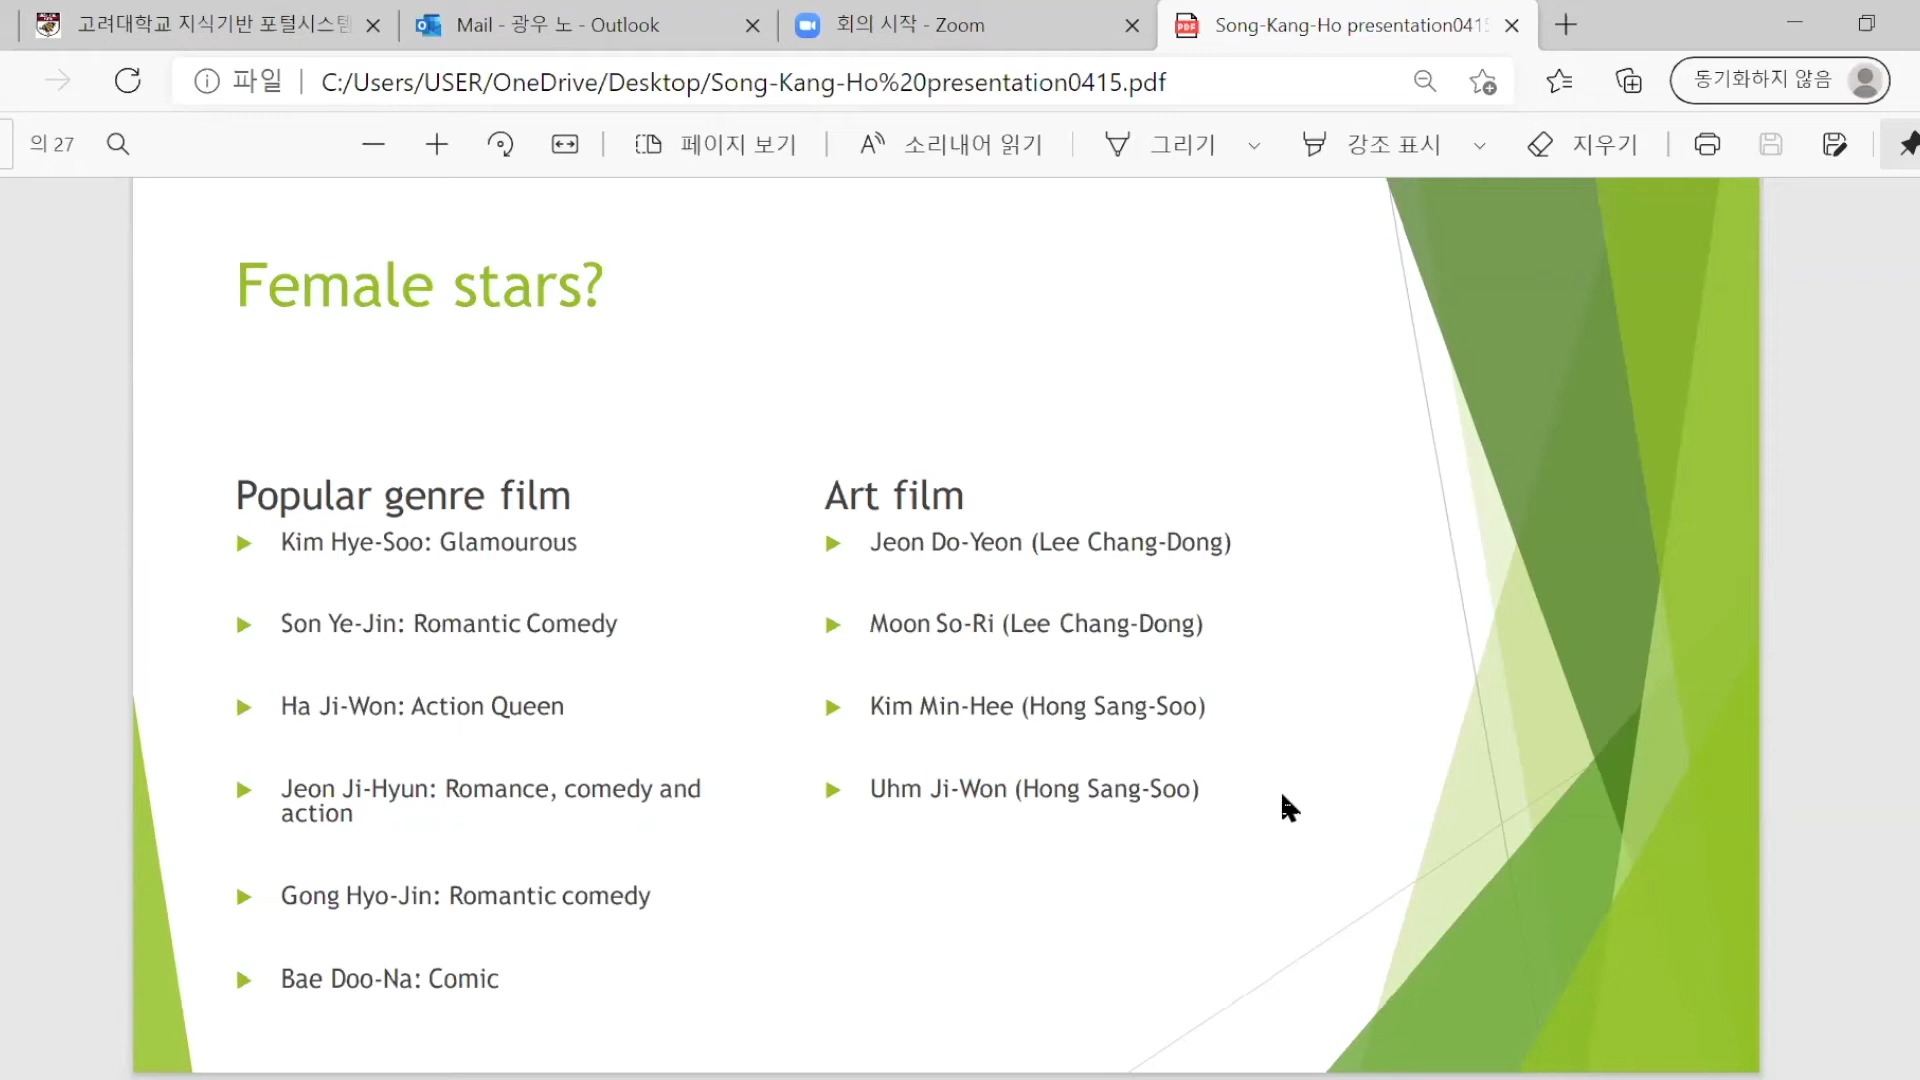 고려대학교 지식기반 포털시스템
Mail - 광우 노 - Outlook
회의 시작 - Zoom
PDF
Song-Kang-Ho presentation041
파일
C:/Users/USER/OneDrive/Desktop/Song-Kang-Ho%20presentation0415.pdf
동기화하지 않음
의 27
페이지 보기
소리내어 읽기
그리기
강조 표시
지우기
Female stars?
Popular genre film
Kim Hye-Soo: Glamourous
Son Ye-Jin: Romantic Comedy
Ha Ji-Won: Action Queen
Jeon Ji-Hyun: Romance, comedy and
action
Gong Hyo-Jin: Romantic comedy
Bae Doo-Na: Comic
Art film
Jeon Do-Yeon (Lee Chang-Dong)
Moon So-Ri (Lee Chang-Dong)
Kim Min-Hee (Hong Sang-Soo)
Uhm Ji-Won (Hong Sang-Soo)